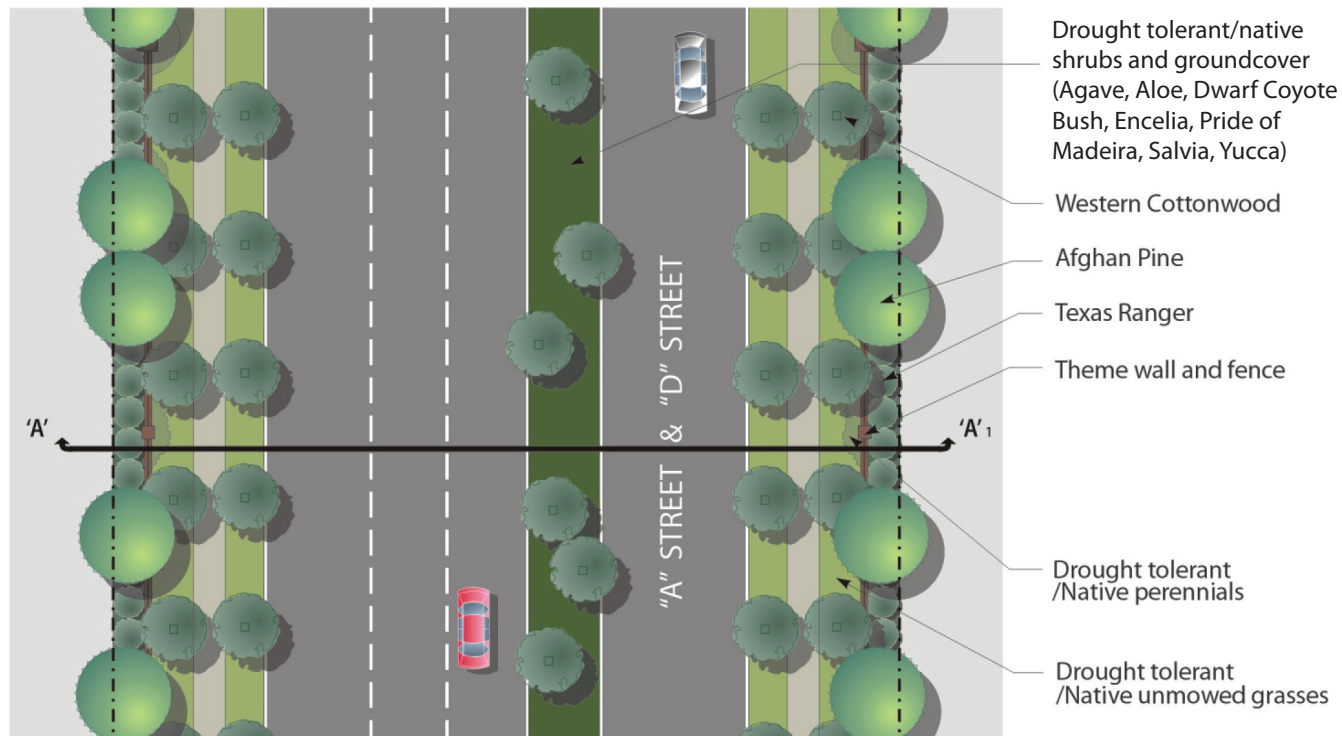 Drought tolerant/native
shrubs and groundcover
(Agave, Aloe, Dwarf Coyote
Bush, Encelia, Pride of
Madeira, Salvia, Yucca)
Western Cottonwood
Afghan Pine
Texas Ranger
Theme wall and fence
"A" STREET & "D" STREET
'A'
'A' 1
Drought tolerant
/Native perennials
Drought tolerant
/Native unmowed grasses